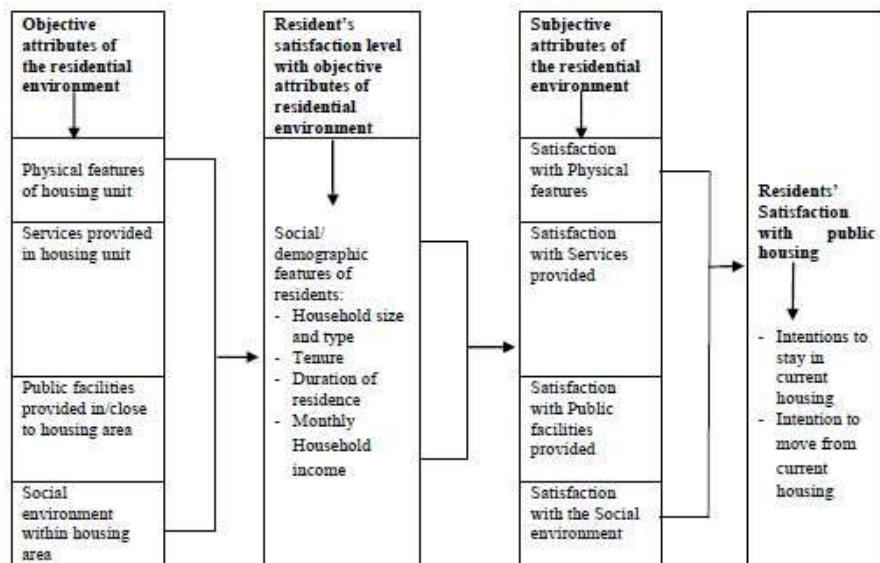 Objective
attributes of
the residential
environment
Physical features
of housing unit
Services provided
in housing unit
Public facilities
provided in/close
to housing area
Social
environment
within housing
area
Resident's
satisfaction level
with objective
attributes of
residential
environment
Social/
demographic
features of
residents:
- Household size
and type
- Tenure
- Duration of
residence
- Monthly
Household
income
Subjective
attributes of
the residential
environment
Satisfaction
with Physical
features
Satisfaction
with Services
provided
Satisfaction
with Public
facilities
provided
Satisfaction
with the Social
environment
Residents'
Satisfaction
with public
housing
- Intentions to
stay in
current
housing
- Intention to
move from
current
housing